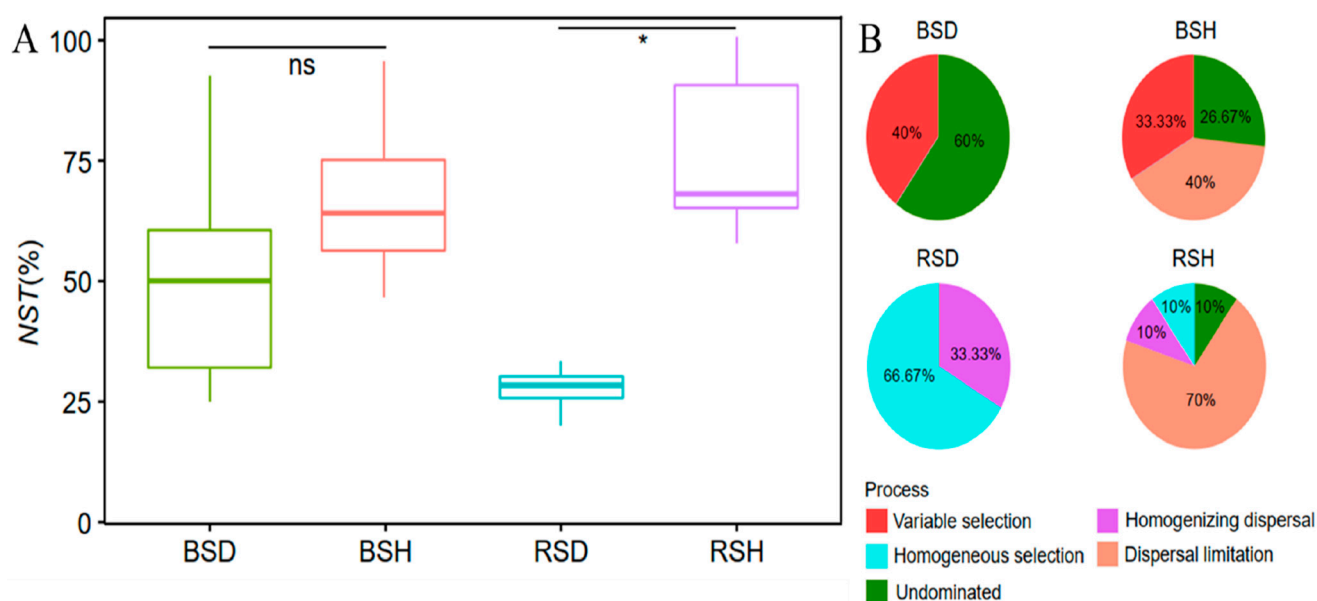 A
NST(%)
100
75
50
25
0
ns
*
BSD
BSH
RSD
RSH
B
BSD
40%
60%
BSH
33.33%
26.67%
40%
RSD
66.67%
33.33%
RSH
10%
10%
10%
70%
Process
Variable selection
Homogenizing dispersal
Homogeneous selection
Dispersal limitation
Undominated